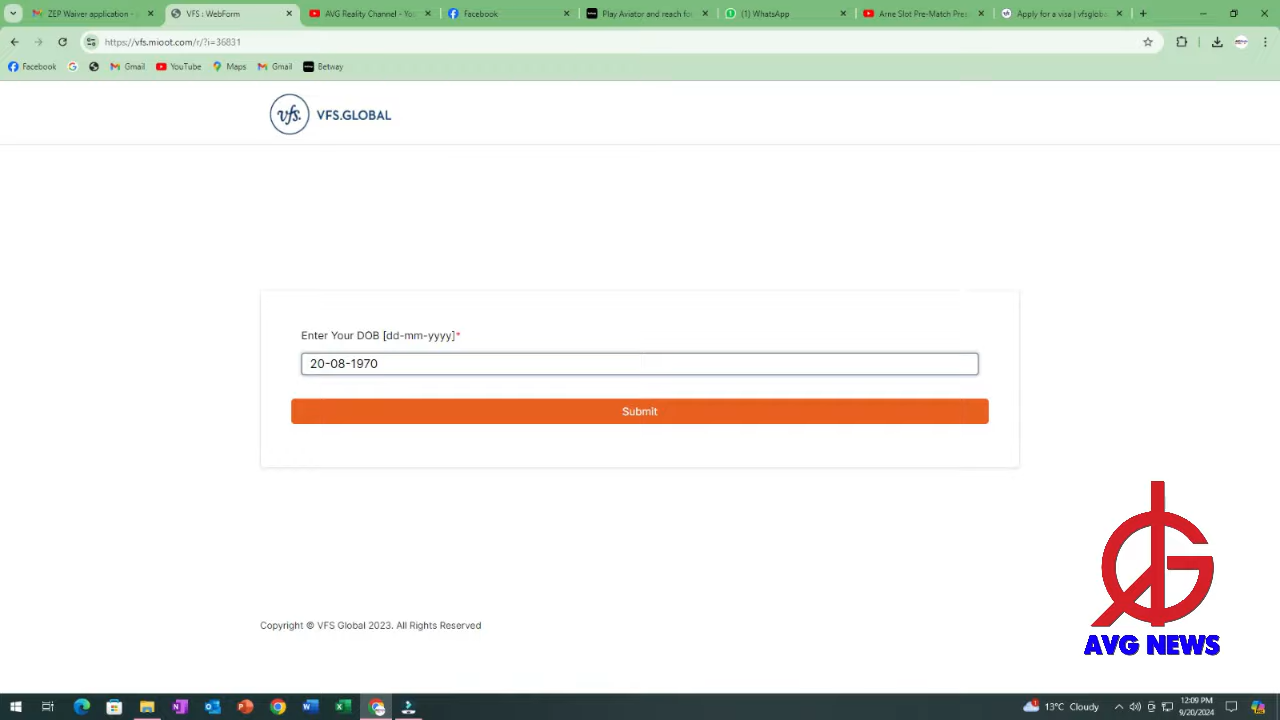 ZEP Waiver application -
VFS : WebForm
AVG Reality Channel - You
Facebook
Play Aviator and reach fo
(1) WhatsApp
Arne Slot Pre-Match Pres
Apply for a visa | vfsgloba
https://vfs.mioot.com/r/?i=36831
Facebook
Gmail
YouTube
Maps
Gmail
Betway
vfs. VFS.GLOBAL
Enter Your DOB [dd-mm-yyyy]*
20-08-1970
Submit
AVG NEWS
Copyright © VFS Global 2023. All Rights Reserved
13°C Cloudy
12:09 PM
9/20/2024